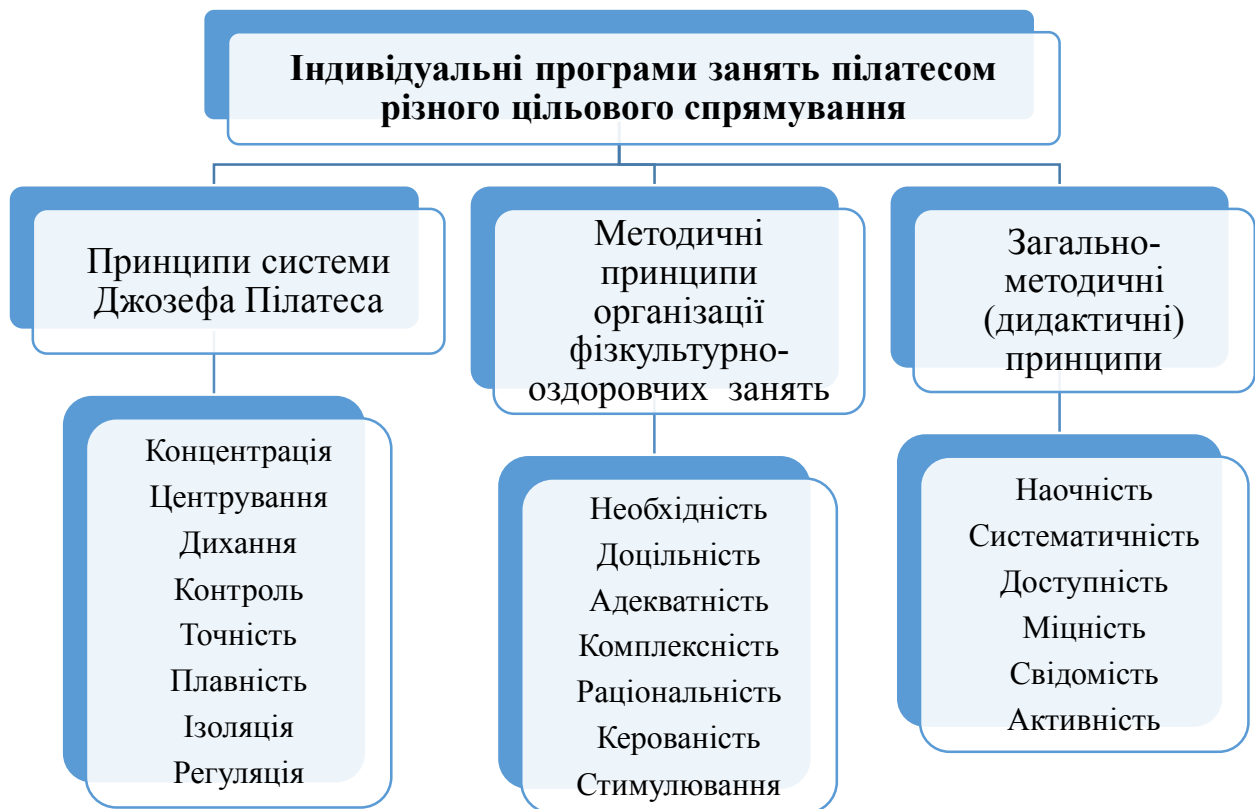 Індивідуальні програми занять пілатесом
різного цільового спрямування
Принципи системи
Джозефа Пілатеса
Методичні
принципи
організації
фізкультурно-
оздоровчих занять
Загально-
методичні
(дидактичні)
принципи
Концентрація
Центрування
Дихання
Контроль
Точність
Плавність
Ізоляція
Регуляція
Необхідність
Доцільність
Адекватність
Комплексність
Раціональність
Керованість
Стимулювання
Наочність
Систематичність
Доступність
Міцність
Свідомість
Активність